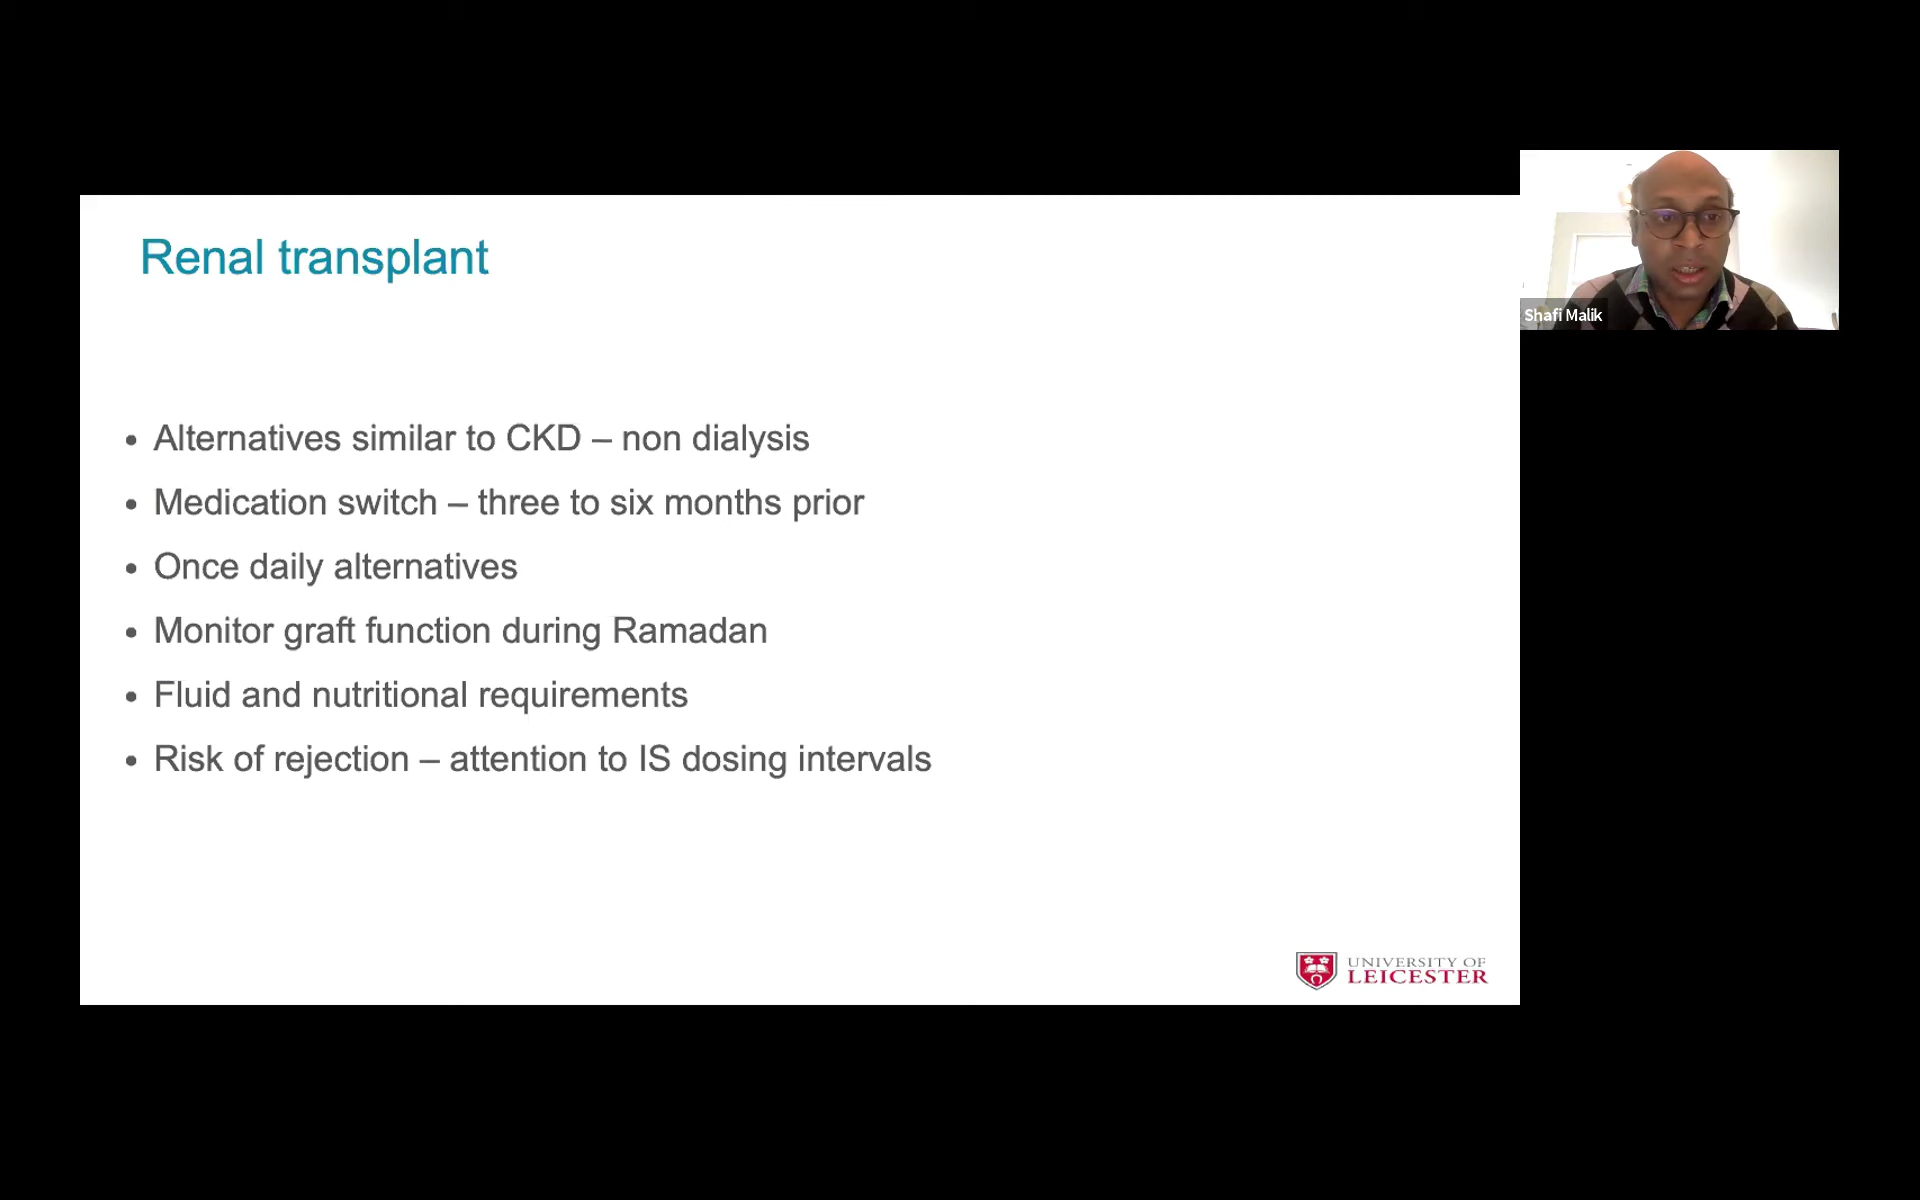 Renal transplant
Shafi Malik
• Alternatives similar to CKD – non dialysis
• Medication switch – three to six months prior
• Once daily alternatives
• Monitor graft function during Ramadan
• Fluid and nutritional requirements
• Risk of rejection – attention to IS dosing intervals
UNIVERSITY OF
LEICESTER